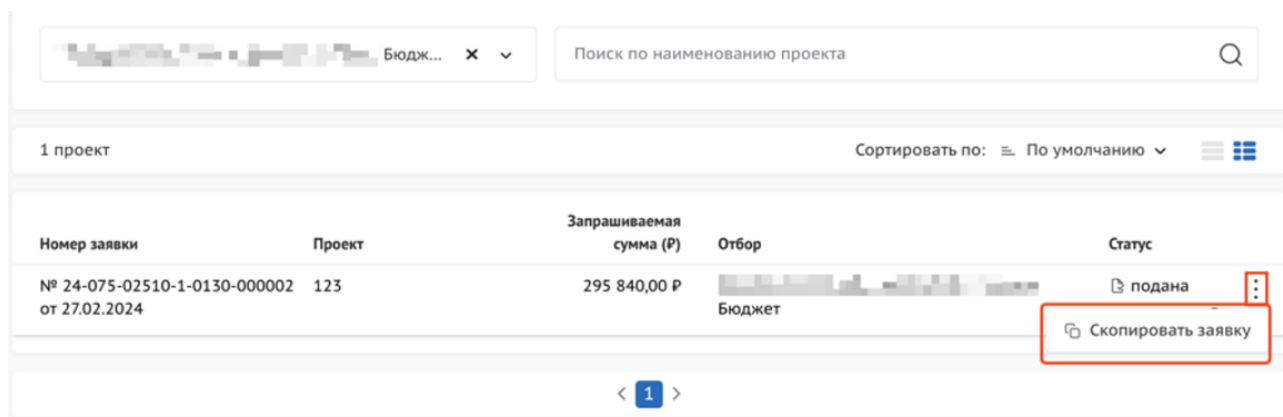 Бюдж...
Поиск по наименованию проекта
1 проект
Сортировать по: По умолчанию
Запрашиваемая
Номер заявки Проект сумма (₽) Отбор Статус
№ 24-075-02510-1-0130-000002 123 295 840,00 ₽ подана
от 27.02.2024 Бюджет
Скопировать заявку
1